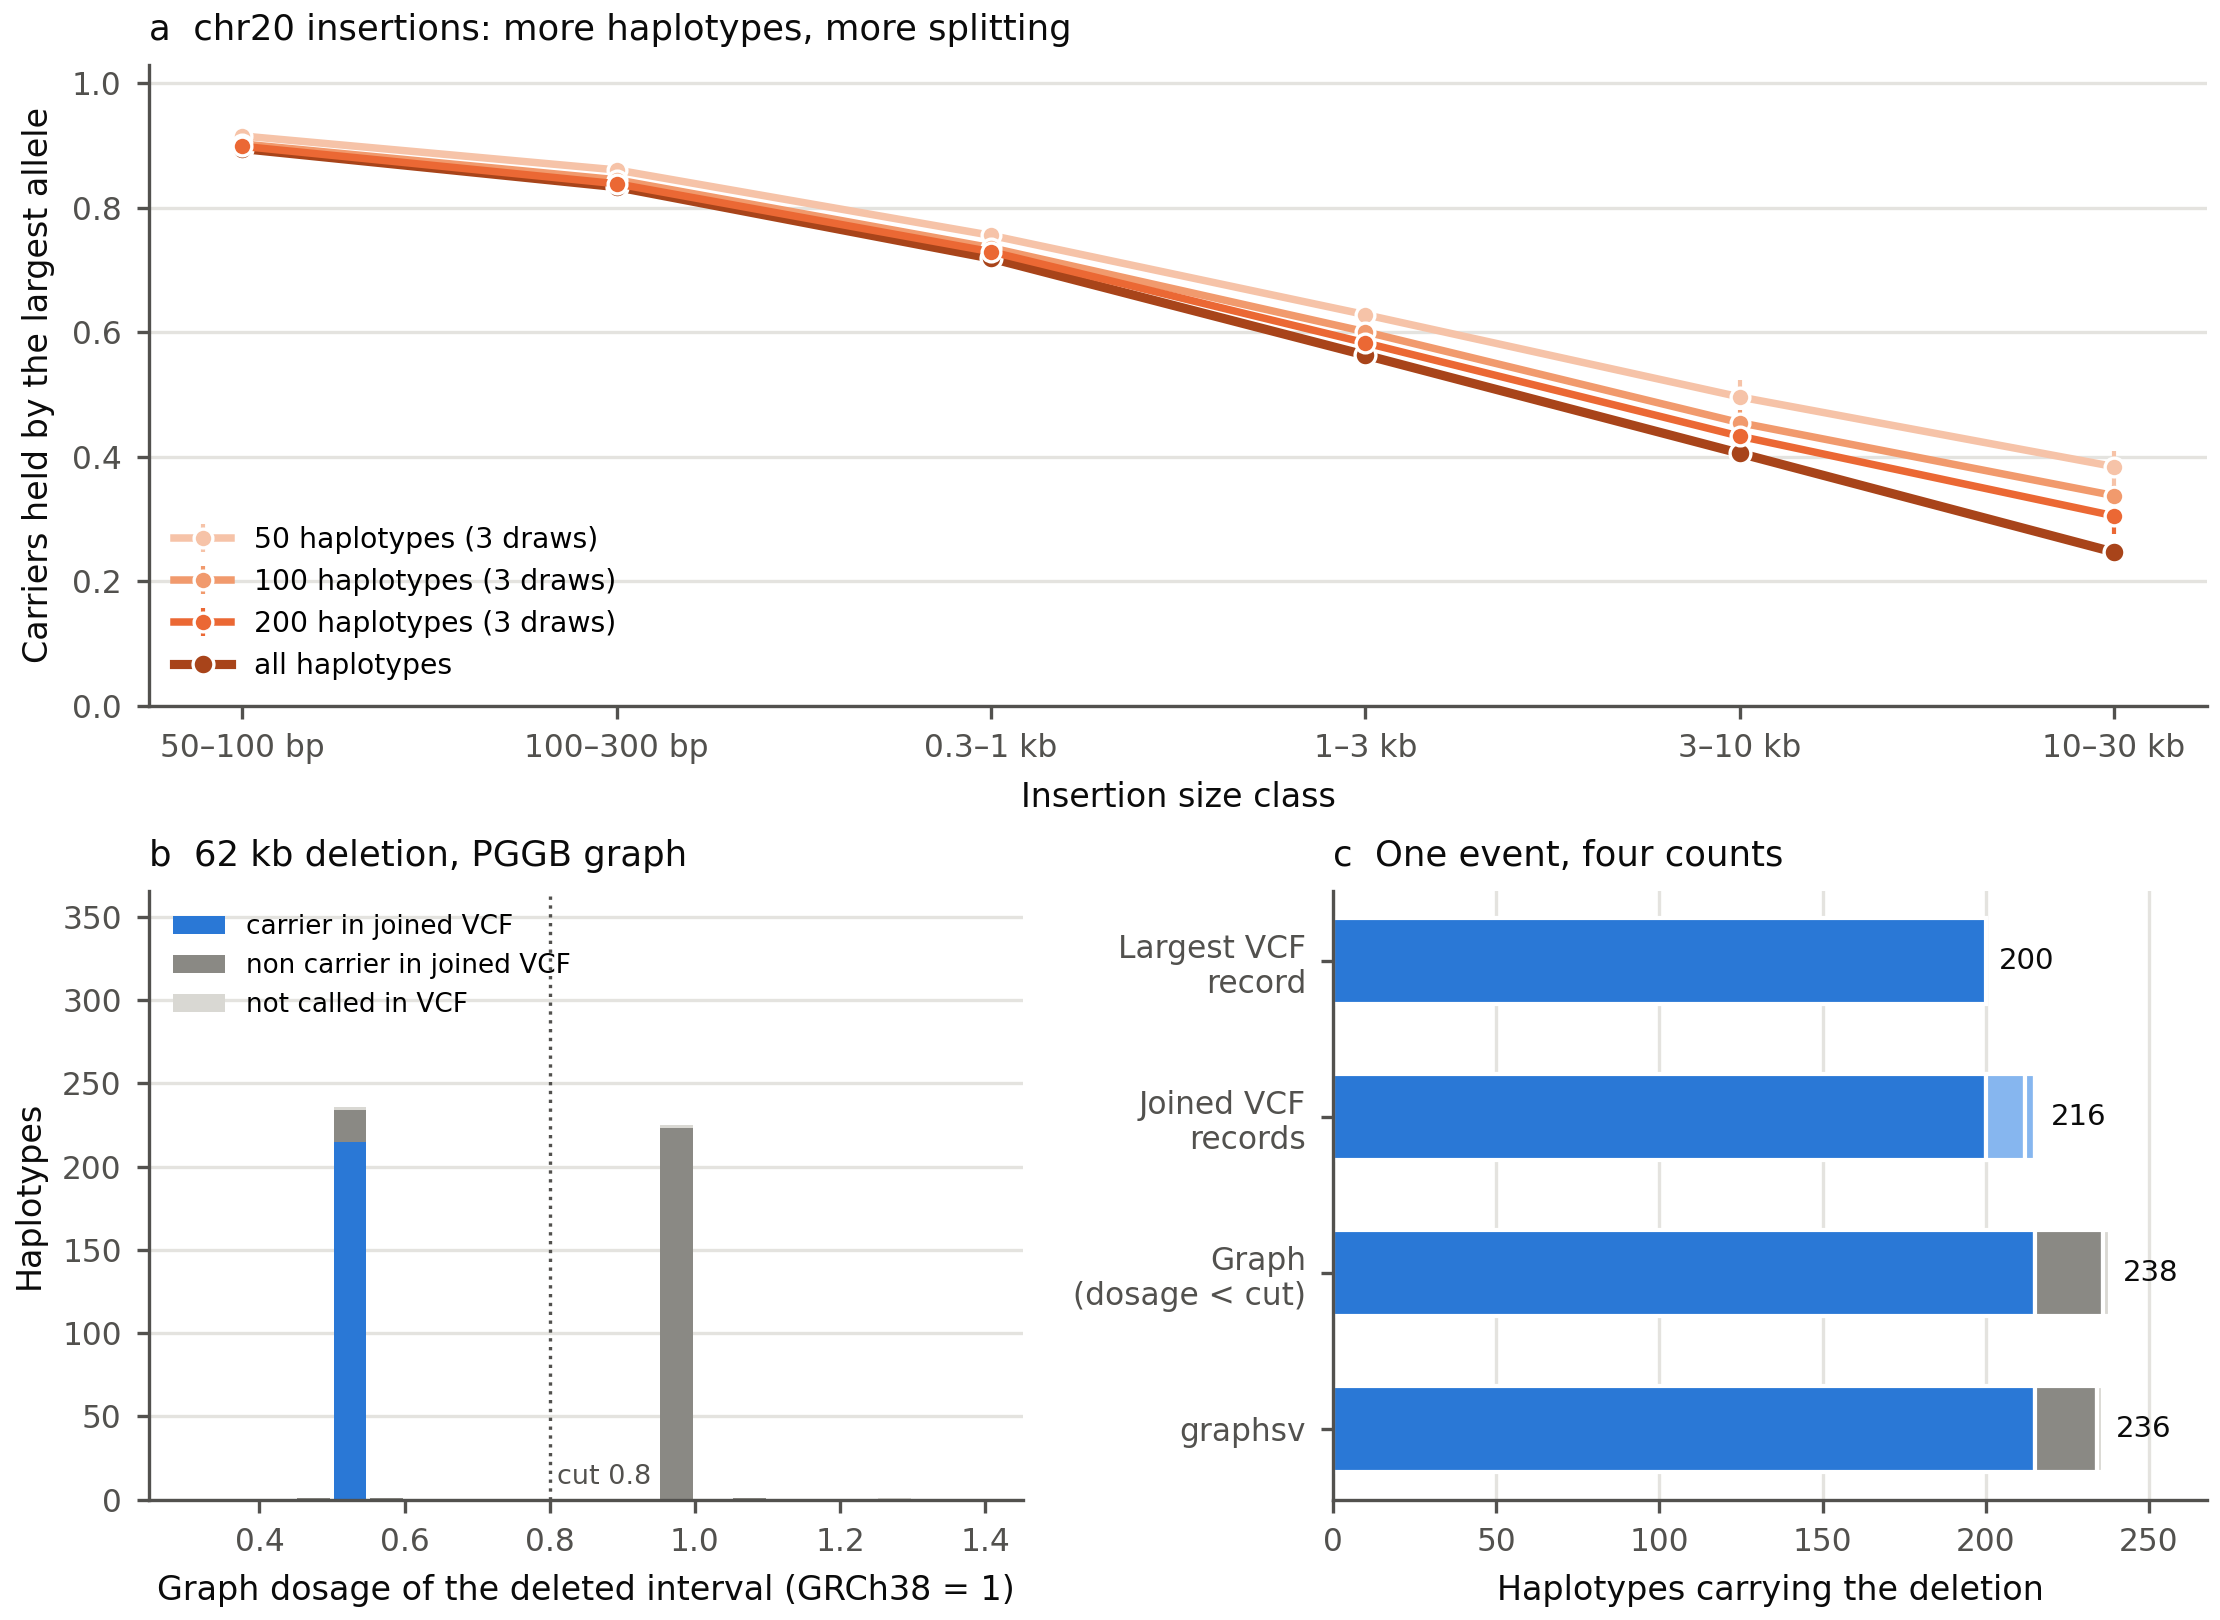 a  chr20 insertions: more haplotypes, more splitting
Carriers held by the largest allele
1.0
0.8
0.6
0.4
0.2
0.0
50 haplotypes (3 draws)
100 haplotypes (3 draws)
200 haplotypes (3 draws)
all haplotypes
50–100 bp
100–300 bp
0.3–1 kb
1–3 kb
3–10 kb
10–30 kb
Insertion size class
b  62 kb deletion, PGGB graph
Haplotypes
350
300
250
200
150
100
50
0
carrier in joined VCF
non carrier in joined VCF
not called in VCF
cut 0.8
0.4
0.6
0.8
1.0
1.2
1.4
Graph dosage of the deleted interval (GRCh38 = 1)
c  One event, four counts
Largest VCF
record
200
Joined VCF
records
216
Graph
(dosage < cut)
238
graphsv
236
0
50
100
150
200
250
Haplotypes carrying the deletion